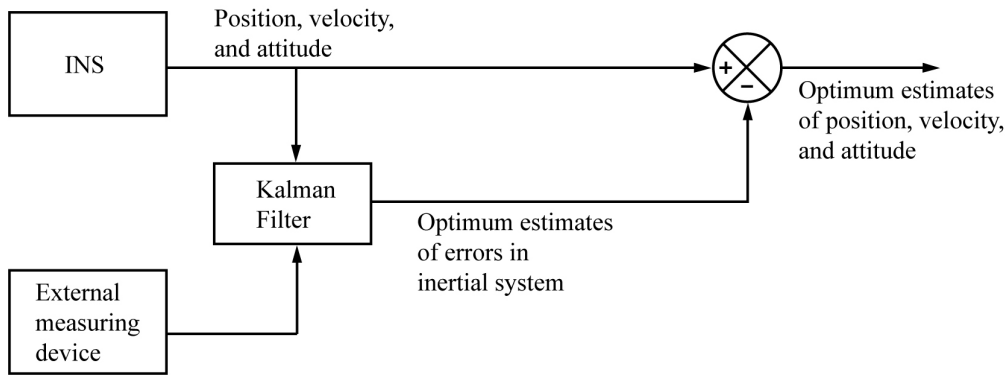 INS
Position, velocity,
and attitude
+
−
Optimum estimates
of position, velocity,
and attitude
Kalman
Filter
Optimum estimates
of errors in
inertial system
External
measuring
device